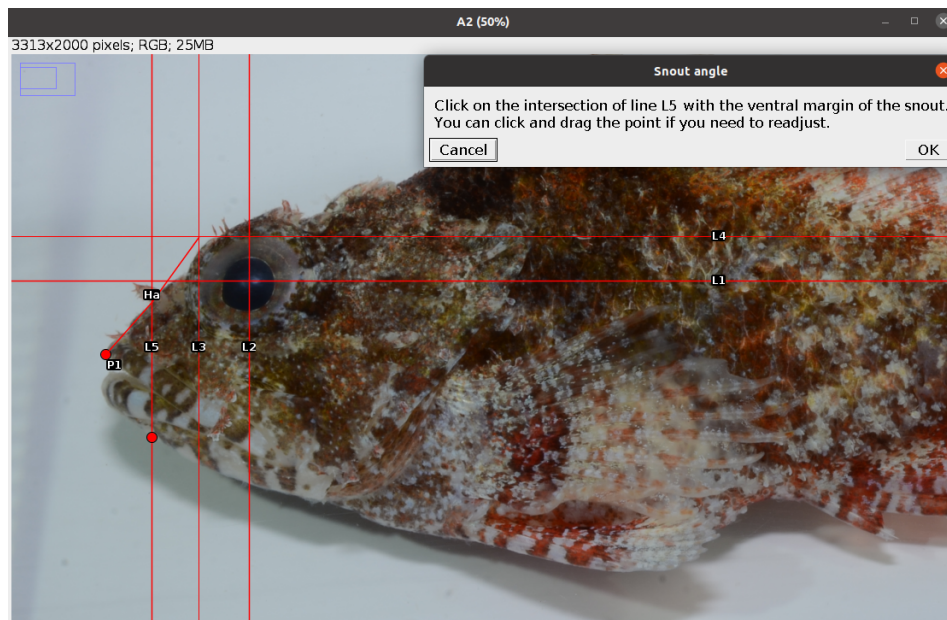 A2 (50%)
3313x2000 pixels; RGB; 25MB
Snout angle
Click on the intersection of line L5 with the ventral margin of the snout.
You can click and drag the point if you need to readjust.
Cancel
OK
L4
L1
Ha
L5
L3
L2
P1